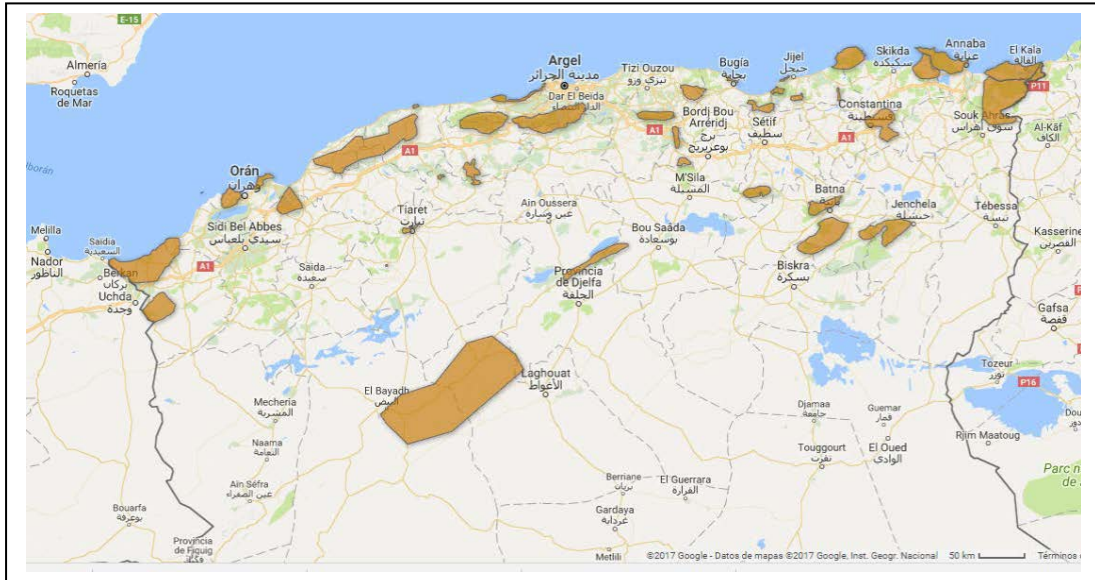 E-15
Almería
Roquetas
de Mar
Argel
مدينة الجزائر
Dar El Beida
Tizi Ouzou
تيزي وزو
Bugía
بجاية
Jijel
جيجل
Skikda
سكيكدة
Annaba
عنابة
El Kala
القالة
P11
Bordj Bou
Arreridj
برج
بوعريريج
Sétif
سطيف
Constantina
قسنطينة
Souk Ahras
سوق أهراس
Al-Kāf
الكاف
A1
A1
Orán
وهران
M'Sila
المسيلة
Ain Oussera
عين وسارة
Tiaret
تيارت
Batna
باتنة
Jenchela
خنشلة
Tébessa
تبسة
Kasserine
القصرين
Melilla
Nador
الناظور
Saidia
السعيدية
Berkan
بركان
Uchda
وجدة
A1
Sidi Bel Abbes
سيدي بلعباس
Saida
سعيدة
Bou Saâda
بوسعادة
Provincia
de Djelfa
الجلفة
Biskra
بسكرة
Gafsa
قفصة
Tozeur
توزر
P16
Laghouat
الأغواط
El Bayadh
البيض
Mecheria
المشرية
Naama
النعامة
Djamaa
جامعة
Guemar
قمار
Touggourt
تقرت
El Oued
الوادي
Rjim Maatoug
Aïn Séfra
عين الصفراء
Berriane
بريان
El Guerrara
القرارة
Gardaya
غرداية
Metlili
Bouarfa
بوعرفة
Provincia
de Figuig
Parc n
©2017 Google - Datos de mapas ©2017 Google, Inst. Geogr. Nacional 50 km Términos